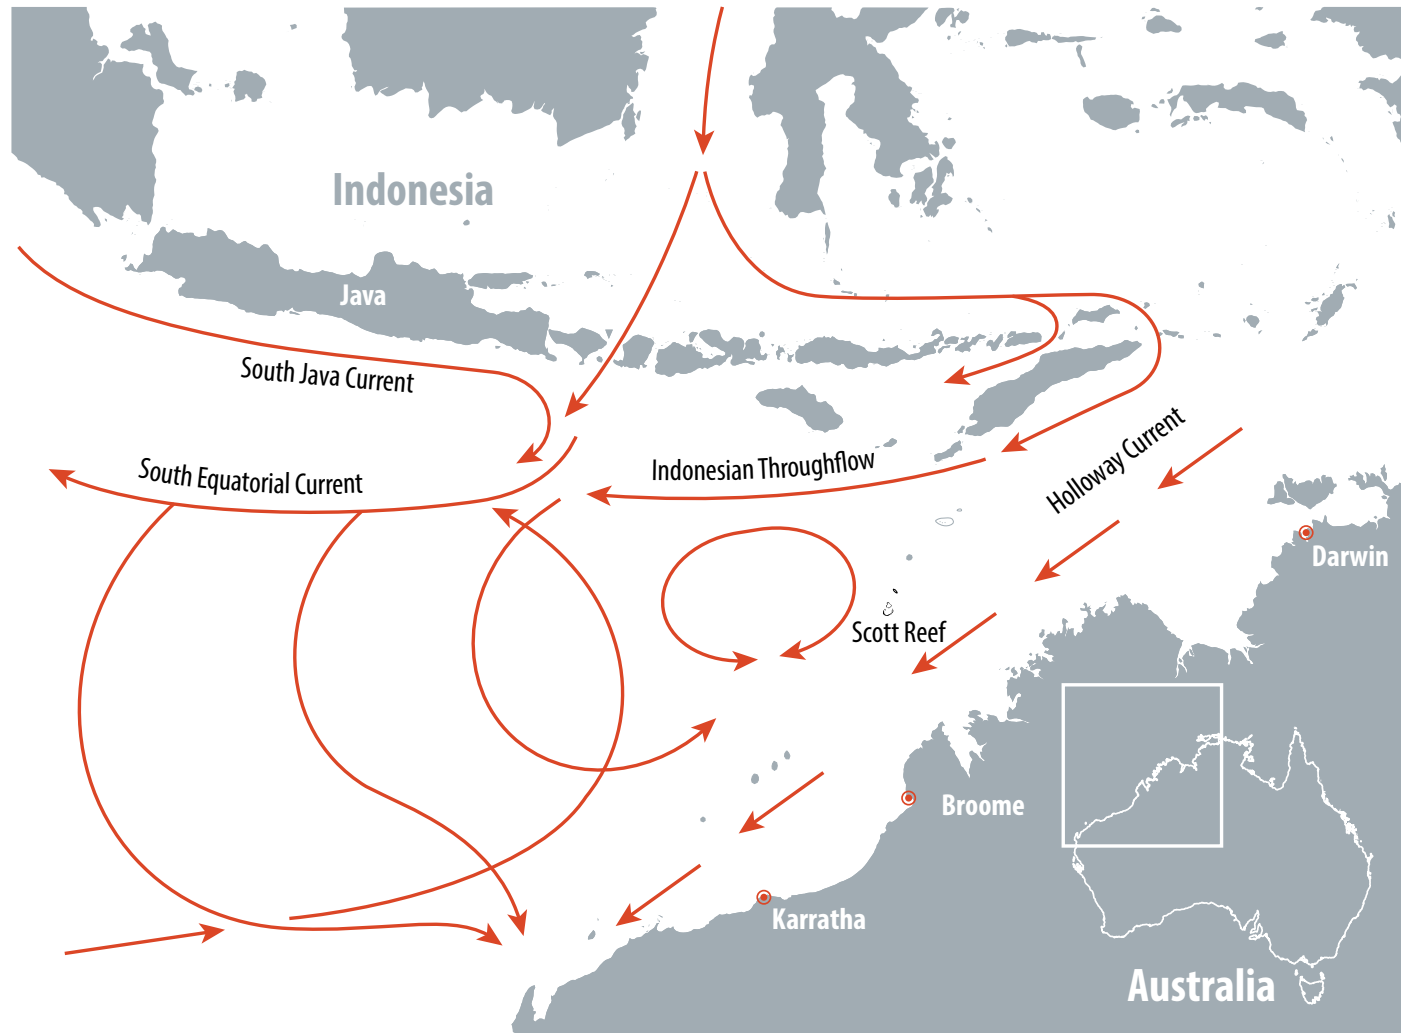 Indonesia
Java
South Java Current
South Equatorial Current
Indonesian Throughflow
Holloway Current
Darwin
Scott Reef
Broome
Karratha
Australia